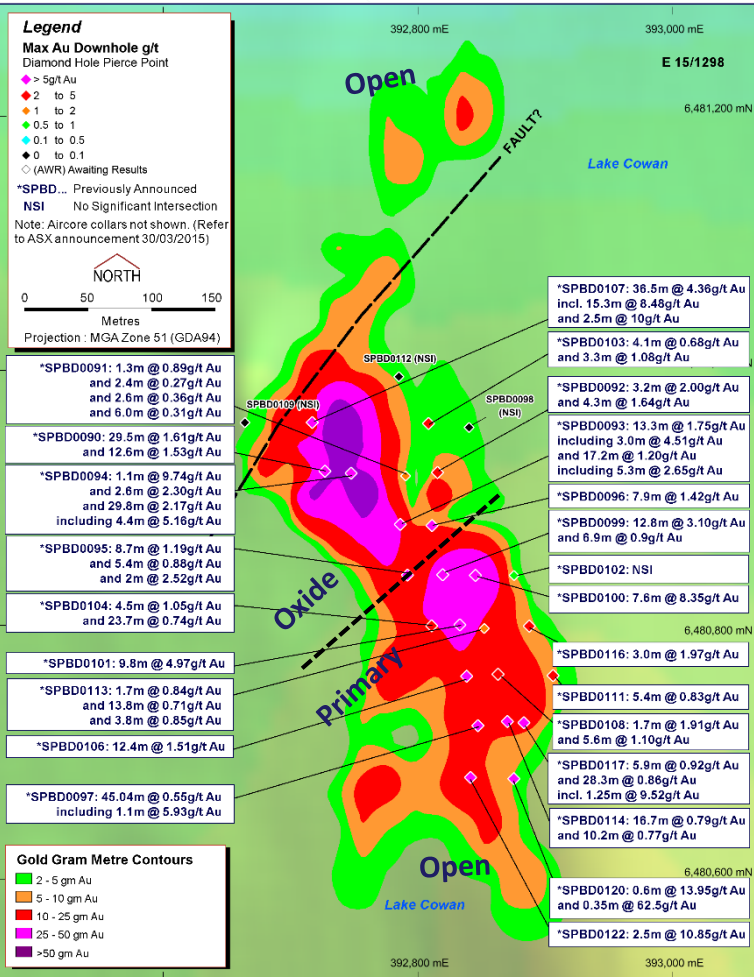 Legend
Max Au Downhole g/t
Diamond Hole Pierce Point
> 5g/t Au
2 to 5
1 to 2
0.5 to 1
0.1 to 0.5
0 to 0.1
(AWR) Awaiting Results
*SPBD... Previously Announced
NSI No Significant Intersection
Note: Aircore collars not shown. (Refer
to ASX announcement 30/03/2015)
NORTH
0 50 100 150
Metres
Projection : MGA Zone 51 (GDA94)
392,800 mE
393,000 mE
E 15/1298
6,481,200 mN
Open
FAULT?
Lake Cowan
SPBD0112 (NSI)
SPBD0109 (NSI)
SPBD0098
(NSI)
*SPBD0091: 1.3m @ 0.89g/t Au
and 2.4m @ 0.27g/t Au
and 2.6m @ 0.36g/t Au
and 6.0m @ 0.31g/t Au
*SPBD0090: 29.5m @ 1.61g/t Au
and 12.6m @ 1.53g/t Au
*SPBD0094: 1.1m @ 9.74g/t Au
and 2.6m @ 2.30g/t Au
and 29.8m @ 2.17g/t Au
including 4.4m @ 5.16g/t Au
*SPBD0095: 8.7m @ 1.19g/t Au
and 5.4m @ 0.88g/t Au
and 2m @ 2.52g/t Au
*SPBD0104: 4.5m @ 1.05g/t Au
and 23.7m @ 0.74g/t Au
*SPBD0101: 9.8m @ 4.97g/t Au
*SPBD0113: 1.7m @ 0.84g/t Au
and 13.8m @ 0.71g/t Au
and 3.8m @ 0.85g/t Au
*SPBD0106: 12.4m @ 1.51g/t Au
*SPBD0097: 45.04m @ 0.55g/t Au
including 1.1m @ 5.93g/t Au
*SPBD0107: 36.5m @ 4.36g/t Au
incl. 15.3m @ 8.48g/t Au
and 2.5m @ 10g/t Au
*SPBD0103: 4.1m @ 0.68g/t Au
and 3.3m @ 1.08g/t Au
*SPBD0092: 3.2m @ 2.00g/t Au
and 4.3m @ 1.64g/t Au
*SPBD0093: 13.3m @ 1.75g/t Au
including 3.0m @ 4.51g/t Au
and 17.2m @ 1.20g/t Au
including 5.3m @ 2.65g/t Au
*SPBD0096: 7.9m @ 1.42g/t Au
*SPBD0099: 12.8m @ 3.10g/t Au
and 6.9m @ 0.9g/t Au
*SPBD0102: NSI
*SPBD0100: 7.6m @ 8.35g/t Au
6,480,800 mN
*SPBD0116: 3.0m @ 1.97g/t Au
*SPBD0111: 5.4m @ 0.83g/t Au
*SPBD0108: 1.7m @ 1.91g/t Au
and 5.6m @ 1.10g/t Au
*SPBD0117: 5.9m @ 0.92g/t Au
and 28.3m @ 0.86g/t Au
incl. 1.25m @ 9.52g/t Au
*SPBD0114: 16.7m @ 0.79g/t Au
and 10.2m @ 0.77g/t Au
6,480,600 mN
*SPBD0120: 0.6m @ 13.95g/t Au
and 0.35m @ 62.5g/t Au
*SPBD0122: 2.5m @ 10.85g/t Au
Oxide
Primary
Open
Lake Cowan
Gold Gram Metre Contours
2 - 5 gm Au
5 - 10 gm Au
10 - 25 gm Au
25 - 50 gm Au
>50 gm Au
392,800 mE
393,000 mE